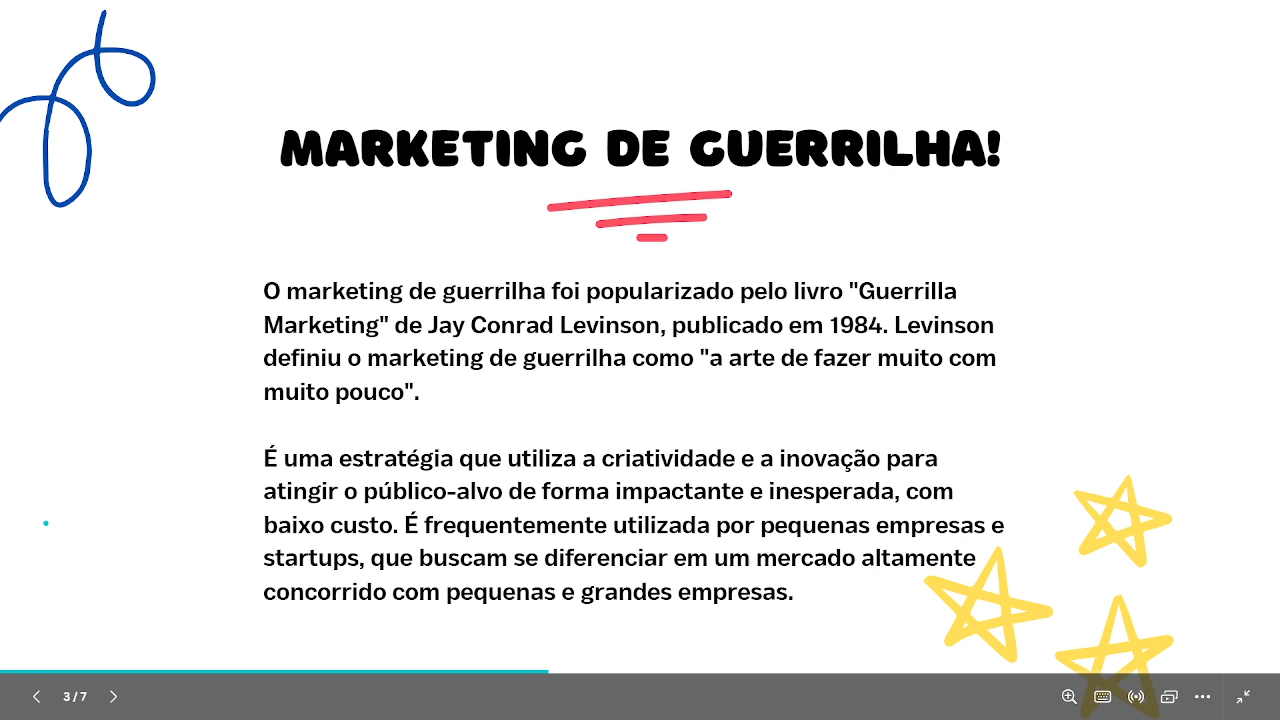 MARKETING DE GUERRILHA!
O marketing de guerrilha foi popularizado pelo livro "Guerrilla
Marketing" de Jay Conrad Levinson, publicado em 1984. Levinson
definiu o marketing de guerrilha como "a arte de fazer muito com
muito pouco".
É uma estratégia que utiliza a criatividade e a inovação para
atingir o público-alvo de forma impactante e inesperada, com
baixo custo. É frequentemente utilizada por pequenas empresas e
startups, que buscam se diferenciar em um mercado altamente
concorrido com pequenas e grandes empresas.
3/7